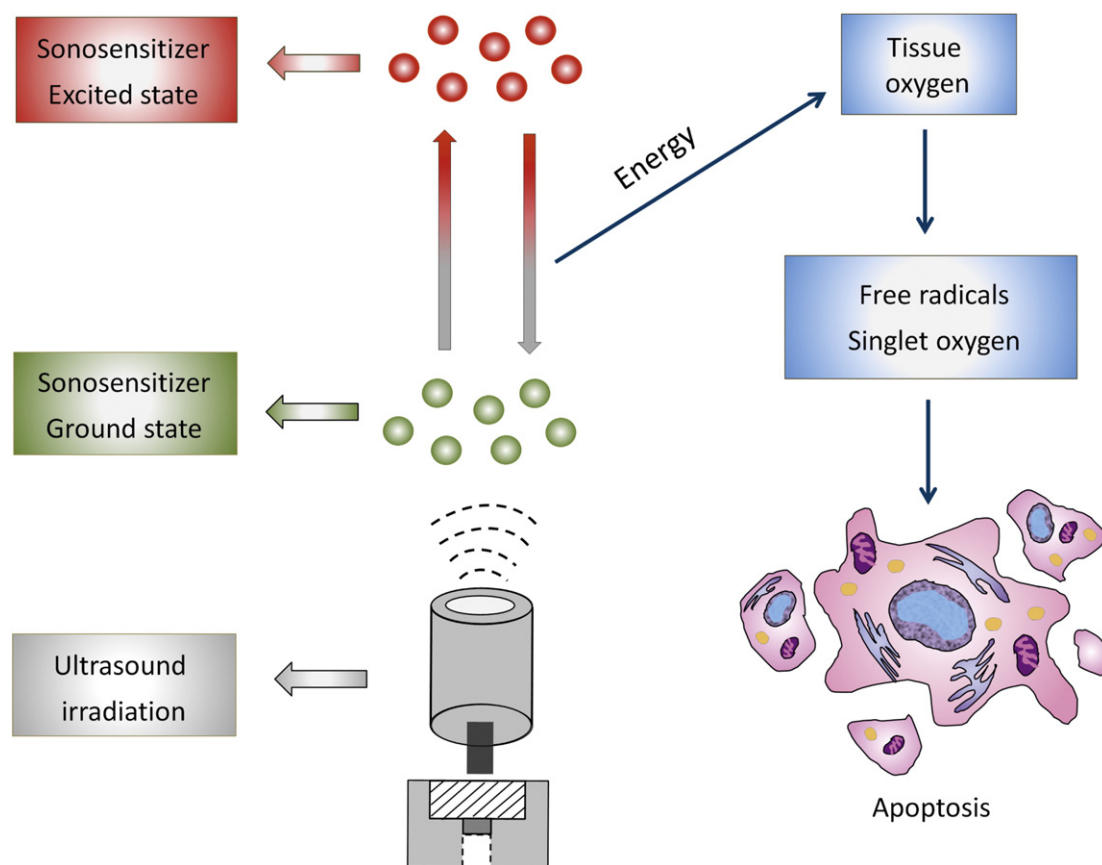 Sonosensitizer
Excited state
Tissue
oxygen
Energy
Free radicals
Singlet oxygen
Sonosensitizer
Ground state
Ultrasound
irradiation
Apoptosis